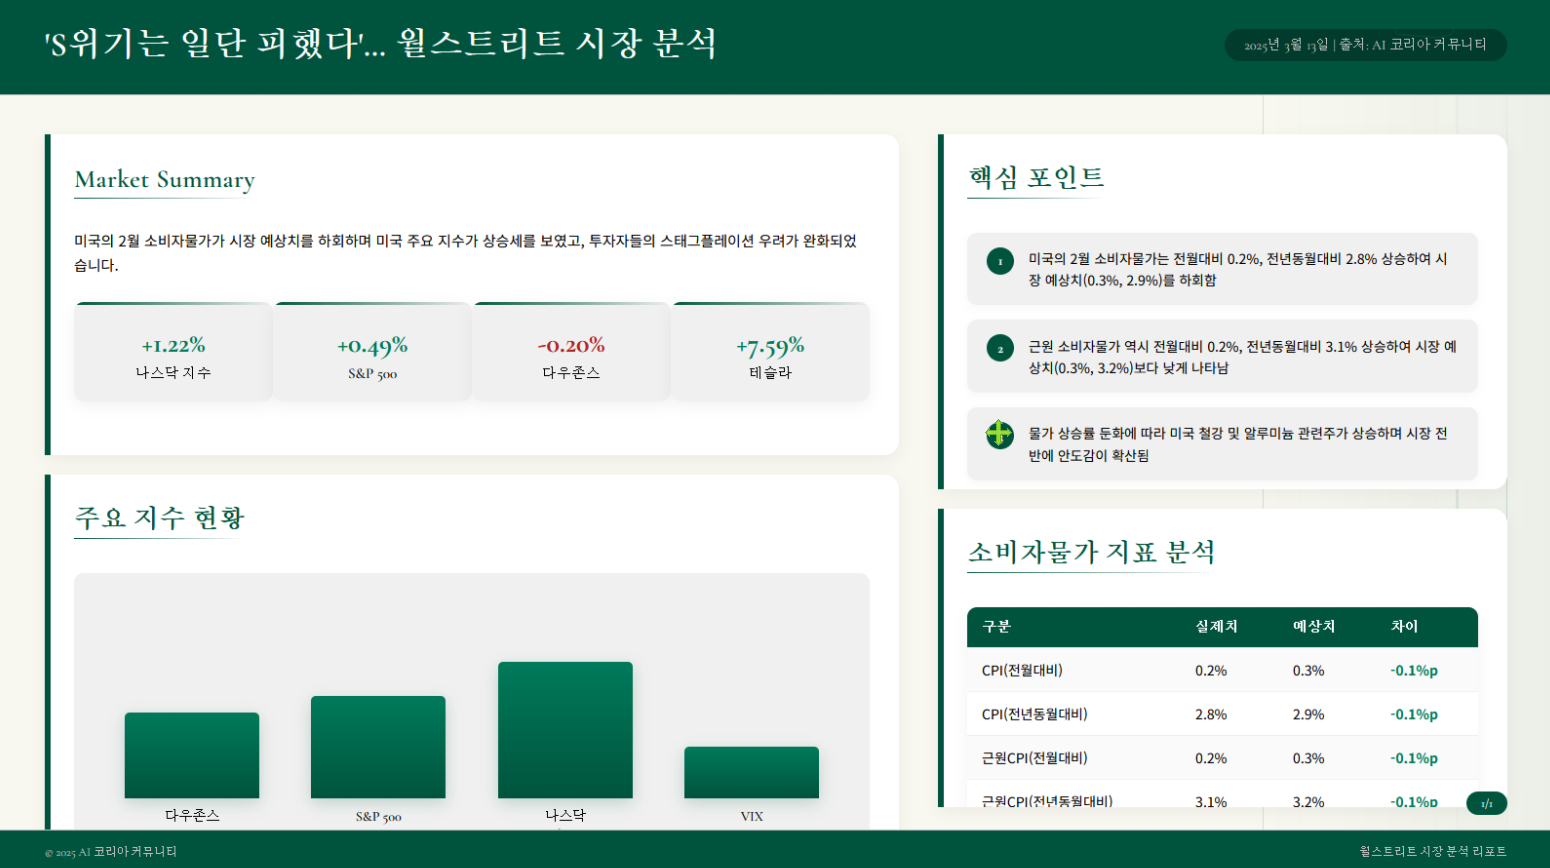 'S위기는 일단 피했다'... 월스트리트 시장 분석
2025년 3월 13일 | 출처: AI 코리아 커뮤니티
Market Summary
미국의 2월 소비자물가가 시장 예상치를 하회하며 미국 주요 지수가 상승세를 보였고, 투자자들의 스태그플레이션 우려가 완화되었
습니다.
+1.22%
나스닥 지수
+0.49%
S&P 500
-0.20%
다우존스
+7.59%
테슬라
주요 지수 현황
다우존스
S&P 500
나스닥
VIX
핵심 포인트
1
미국의 2월 소비자물가는 전월대비 0.2%, 전년동월대비 2.8% 상승하여 시
장 예상치(0.3%, 2.9%)를 하회함
2
근원 소비자물가 역시 전월대비 0.2%, 전년동월대비 3.1% 상승하여 시장 예
상치(0.3%, 3.2%)보다 낮게 나타남
물가 상승률 둔화에 따라 미국 철강 및 알루미늄 관련주가 상승하며 시장 전
반에 안도감이 확산됨
소비자물가 지표 분석
구분 실제치 예상치 차이
CPI(전월대비) 0.2% 0.3% -0.1%p
CPI(전년동월대비) 2.8% 2.9% -0.1%p
근원CPI(전월대비) 0.2% 0.3% -0.1%p
근원CPI(전년동월대비) 3.1% 3.2% -0.1%p
1/1
© 2025 AI 코리아 커뮤니티
월스트리트 시장 분석 리포트